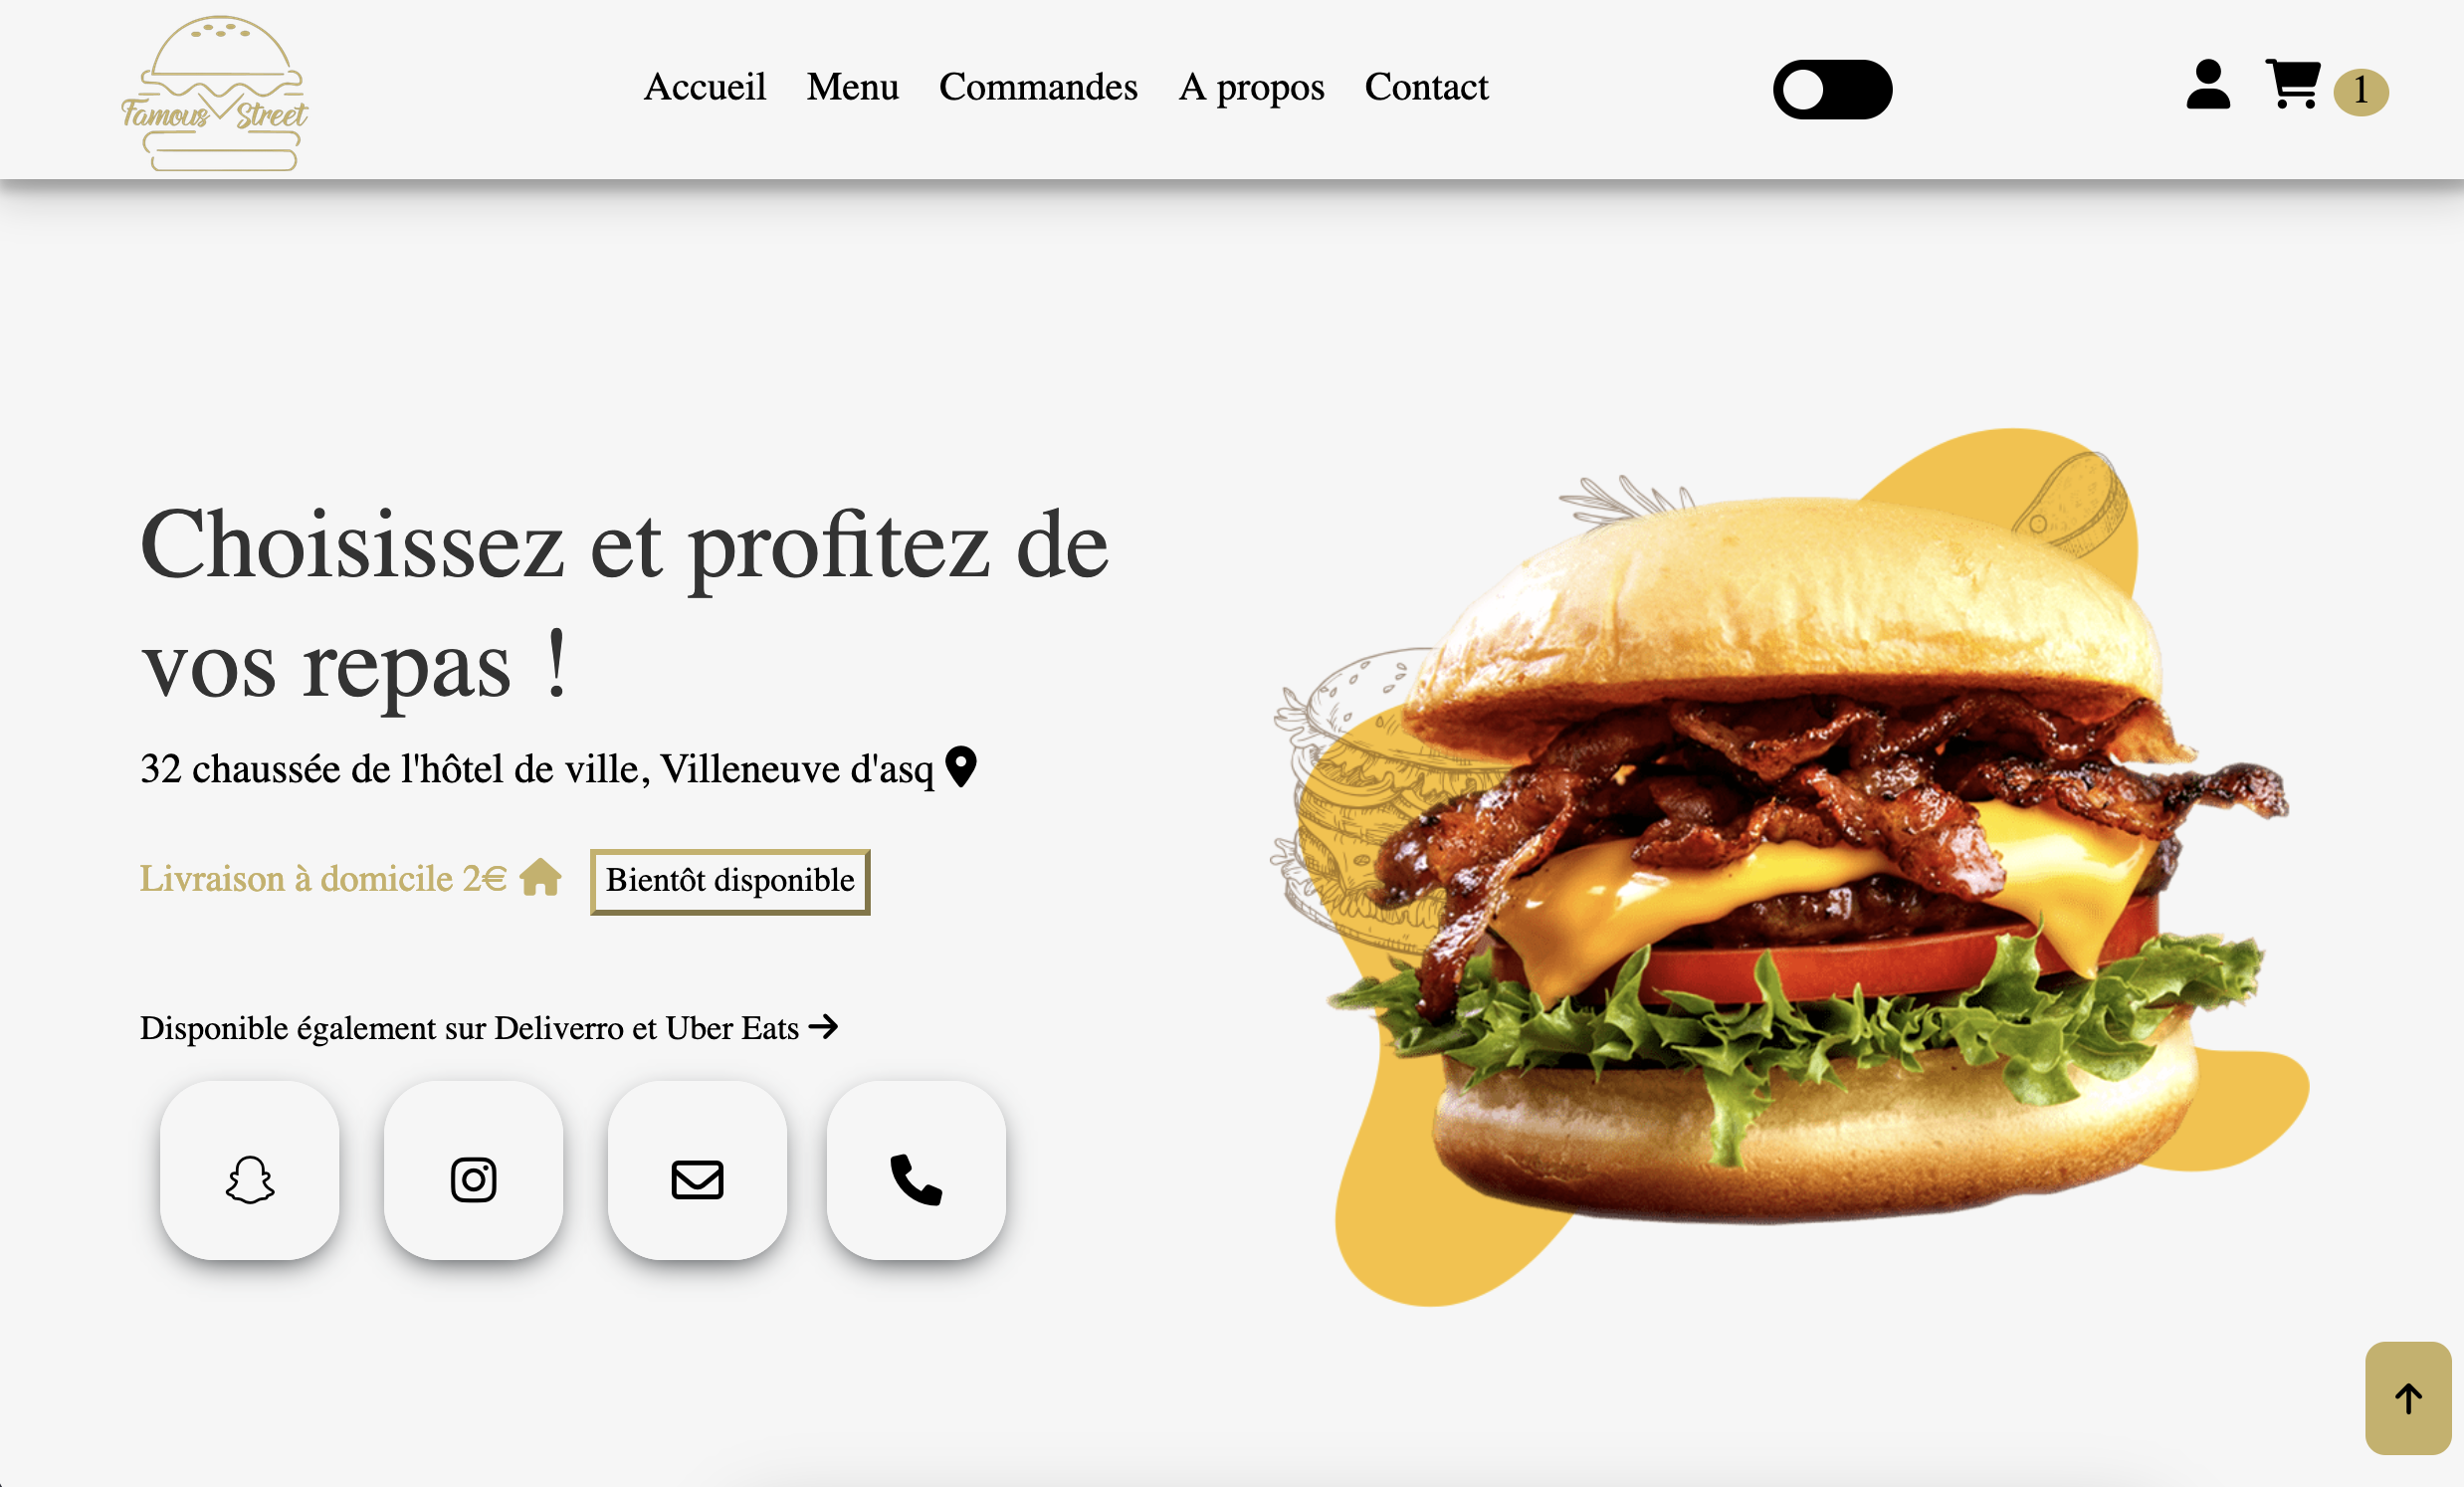 Famous Street
Accueil Menu Commandes A propos Contact
1
Choisissez et profitez de
vos repas !
32 chaussée de l'hôtel de ville, Villeneuve d'asq
Livraison à domicile 2€
Bientôt disponible
Disponible également sur Deliverro et Uber Eats